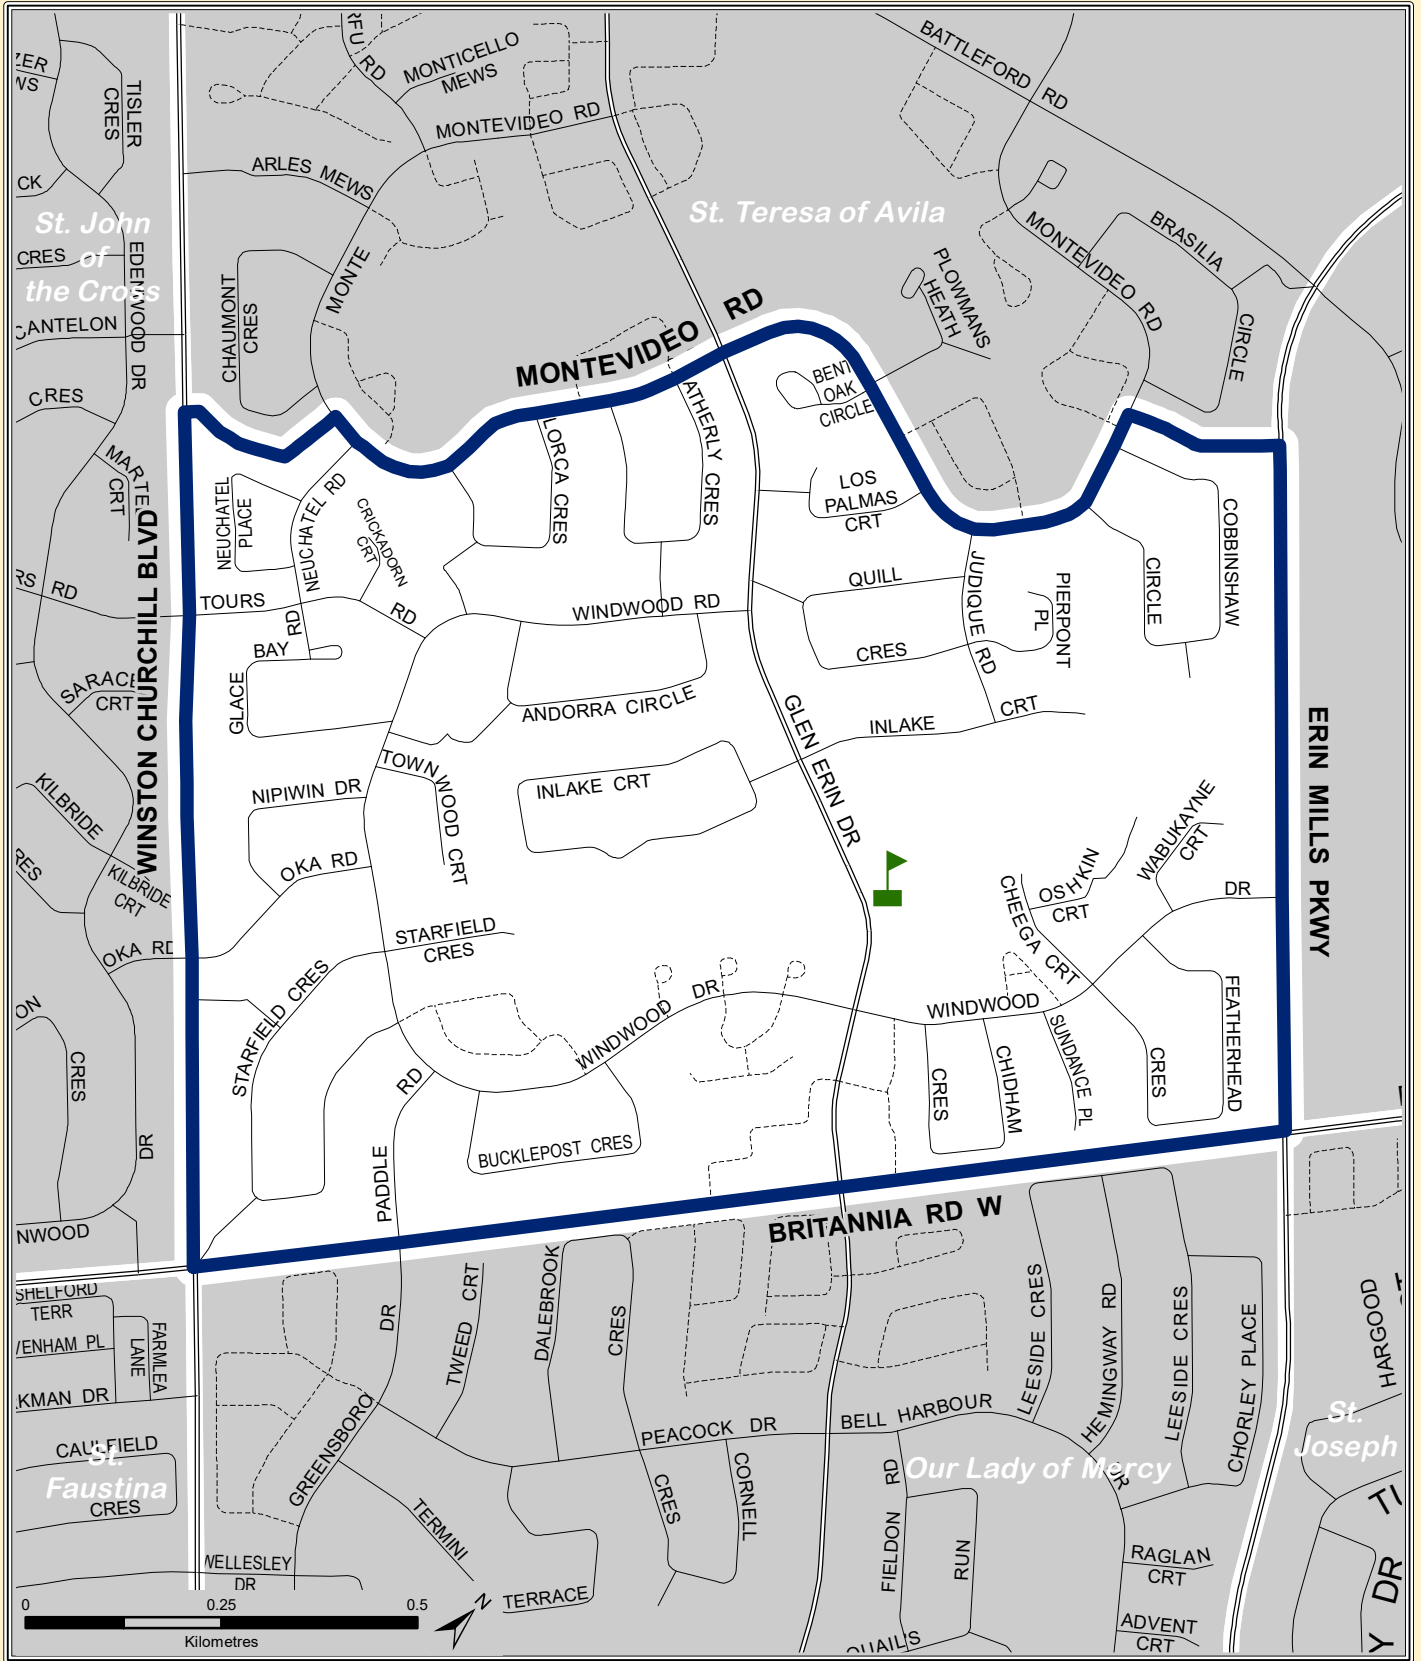 RFU RD
MONTICELLO
MEWS
BATTLEFORD RD
ZER
WS
TISLER
CRES
MONTEVIDEO RD
ARLES MEWS
CK
St. John
of
the Cross
St. Teresa of Avila
CRES
EDENWOOD DR
MONTE
CHAUMONT
CRES
PLOWMANS
HEATH
MONTEVIDEO RD
BRASILIA
CIRCLE
CANTELON
CRES
MONTEVIDEO RD
BENT
OAK
CIRCLE
ATHERLY CRES
LORCA CRES
MARTEL
CRT
NEUCHATEL
PLACE
NEUCHATEL RD
CRICKADORN
CRT
LOS
PALMAS
CRT
COBBINSHAW
CIRCLE
WINSTON CHURCHILL BLVD
RS RD
TOURS
RD
RD
WINDWOOD RD
QUILL
CRES
JUDIQUE RD
PIERPONT
PL
BAY
GLACE
SARACE
CRT
ANDORRA CIRCLE
GLEN ERIN DR
INLAKE CRT
ERIN MILLS PKWY
TOWN
WOOD CRT
NIPIWIN DR
INLAKE CRT
KILBRIDE
KILBRIDE
CRT
RES
OKA RD
OKA RD
CHEEGA CRT
OSHKIN
CRT
WABUKAYNE
CRT
DR
STARFIELD
CRES
STARFIELD CRES
WINDWOOD DR
WINDWOOD
ON
CRES
DR
RD
PADDLE
BUCKLEPOST CRES
CRES
CHIDHAM
SUNDANCE PL
CRES
FEATHERHEAD
NWOOD
BRITANNIA RD W
SHELFORD
TERR
VENHAM PL
LANE
FARMLEA
KMAN DR
DR
TWEED CRT
DALEBROOK
CRES
LEESIDE CRES
HEMINGWAY RD
LEESIDE CRES
CHORLEY PLACE
HARGOOD
GREENSBORO
PEACOCK DR
BELL HARBOUR
DR
CAULFIELD
CRES
St.
Faustina
Our Lady of Mercy
St.
Joseph
TERMINI
CRES
CORNELL
FIELDON
RD
RUN
RAGLAN
CRT
ADVENT
CRT
WELLESLEY
DR
TERRACE
QUAIL'S
TU
Y DR
0 0.25 0.5
Kilometres
N